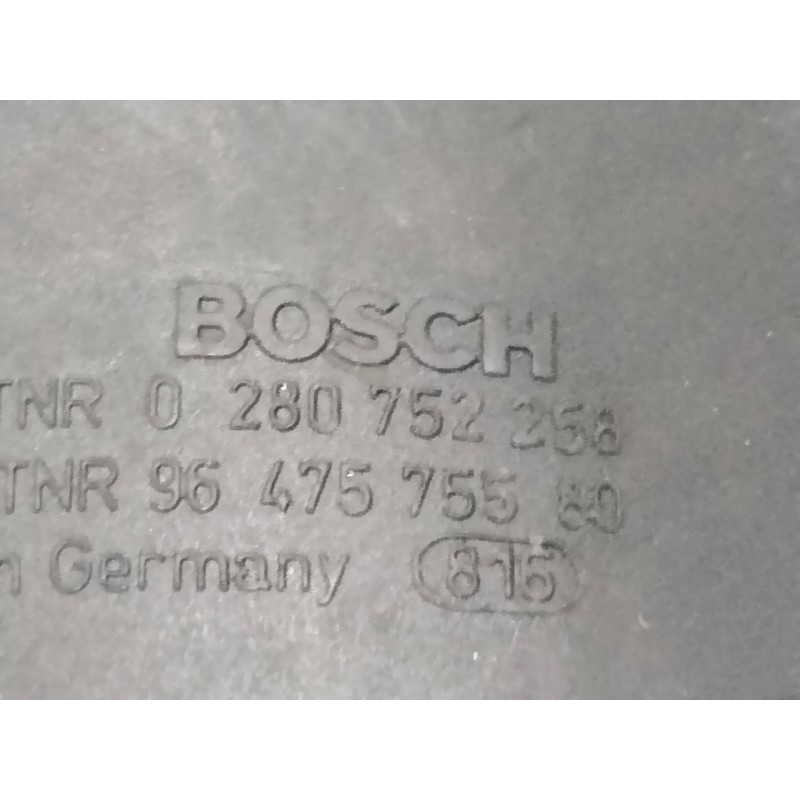 BOSCH
TNR 0 280 752 258
TNR 96 475 755 80
n Germany 816